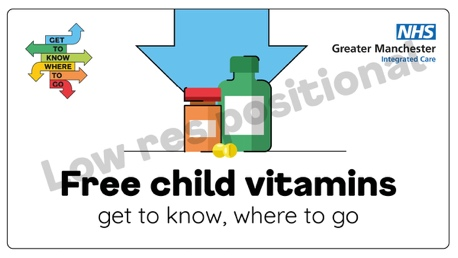 GET
TO
KNOW
WHERE
TO
GO
NHS
Greater Manchester
Integrated Care
Low res positional
Free child vitamins
get to know, where to go